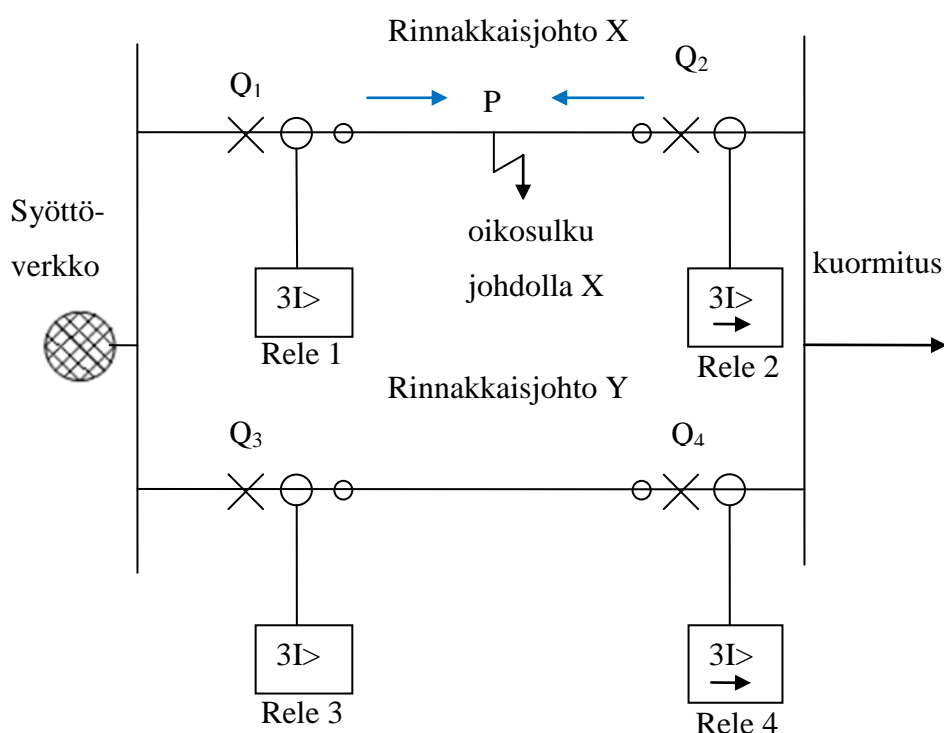 Rinnakkaisjohto X
Q1
Q2
P
Syöttö-
verkko
oikosulku
johdolla X
kuormitus
3I>
Rele 1
3I>
Rele 2
Rinnakkaisjohto Y
Q3
Q4
3I>
Rele 3
3I>
Rele 4